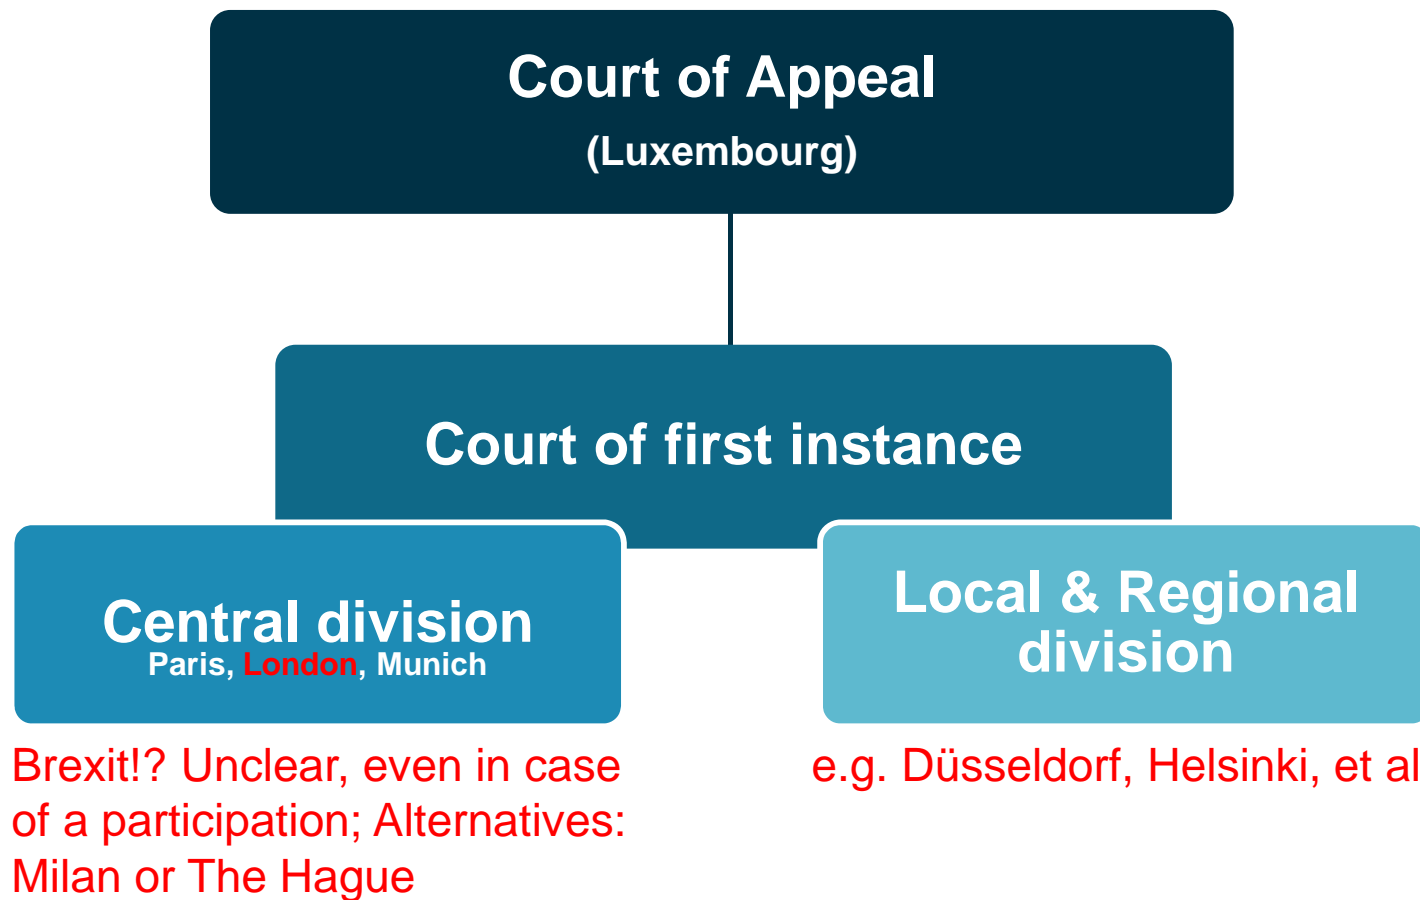 Court of Appeal
(Luxembourg)
Court of first instance
Central division
Paris, London, Munich
Local & Regional
division
Brexit!? Unclear, even in case
of a participation; Alternatives:
Milan or The Hague
e.g. Düsseldorf, Helsinki, et al